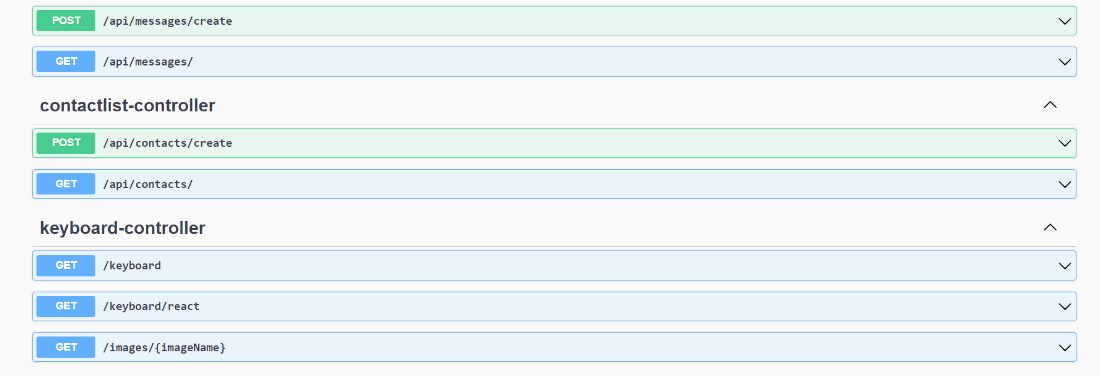 POST /api/messages/create
GET /api/messages/
contactlist-controller
POST /api/contacts/create
GET /api/contacts/
keyboard-controller
GET /keyboard
GET /keyboard/react
GET /images/{imageName}